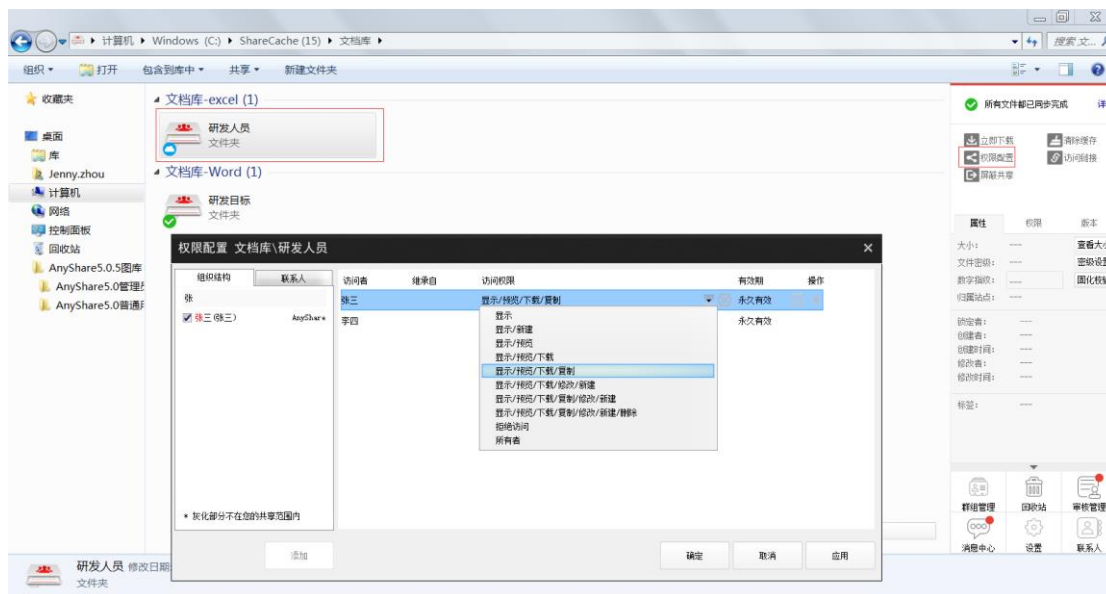 计算机 ▸ Windows (C:) ▸ ShareCache (15) ▸ 文档库 ▸
搜索 文...
组织
打开
包含到库中
共享
新建文件夹
收藏夹
桌面
库
Jenny.zhou
计算机
网络
控制面板
回收站
AnyShare5.0.5图库
AnyShare5.0管理
AnyShare5.0普通
文档库-excel (1)
研发人员
文件夹
文档库-Word (1)
研发目标
文件夹
所有文件都已同步完成
立即下载
清除缓存
权限配置
访问链接
屏蔽共享
属性
权限
版本
大小: ---
查看大
文件密级: ---
密级设
数字指纹: ---
固化校
归属站点: ---
锁定者: ---
创建者: ---
创建时间: ---
修改者: ---
修改时间: ---
标签: ---
群组管理
回收站
审核管理
消息中心
设置
联系人
权限配置 文档库\研发人员
组织结构
联系人
张
张三(张三)
AnyShare
* 灰化部分不在您的共享范围内
添加
访问者
继承自
访问权限
有效期
操作
张三
显示/预览/下载/复制
永久有效
李四
永久有效
显示
显示/新建
显示/预览
显示/预览/下载
显示/预览/下载/复制
显示/预览/下载/修改/新建
显示/预览/下载/复制/修改/新建
显示/预览/下载/复制/修改/新建/删除
拒绝访问
所有者
确定
取消
应用
研发人员 修改日期
文件夹